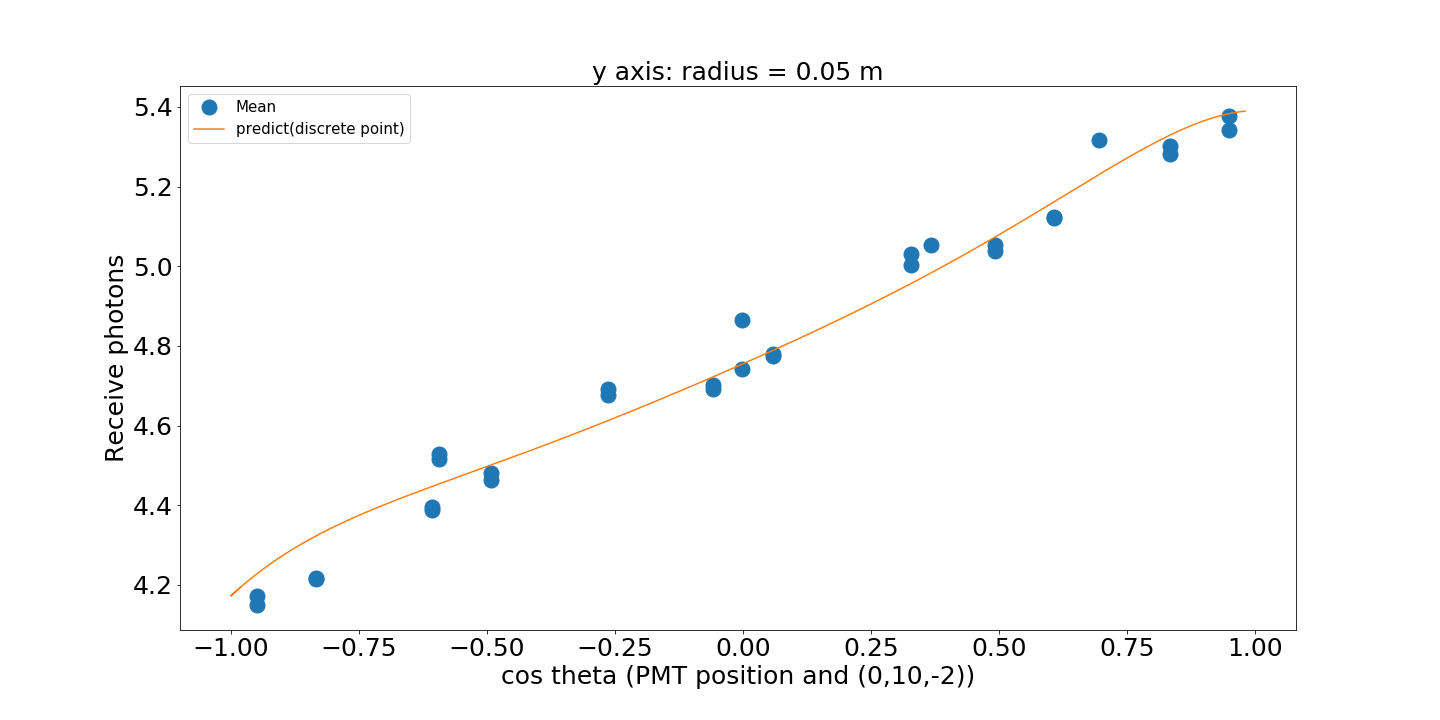 y axis: radius = 0.05 m
Mean
predict(discrete point)
5.4
5.2
5.0
4.8
4.6
4.4
4.2
Receive photons
−1.00 −0.75 −0.50 −0.25 0.00 0.25 0.50 0.75 1.00
cos theta (PMT position and (0,10,-2))